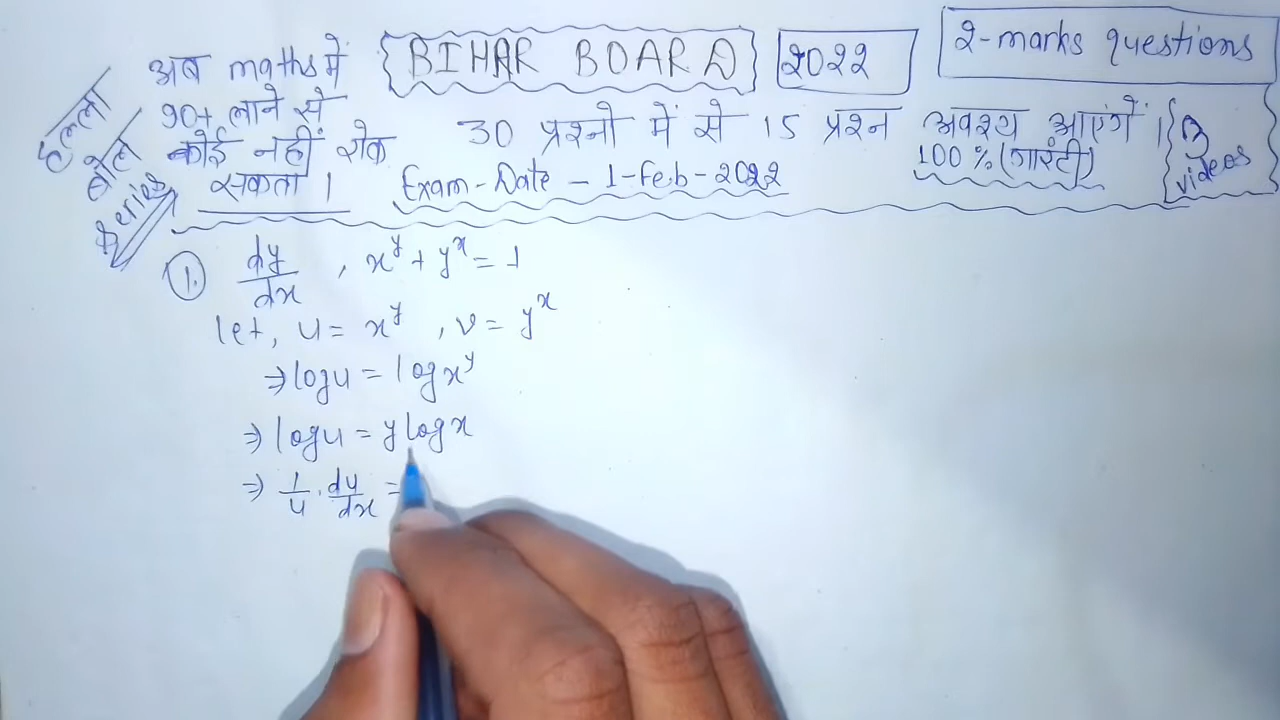 अब maths में
90+ लाने से
कोई नहीं रोक
सकता ।
हल्ला
बोल
Series
BIHAR BOARD
2022
2-marks questions
30 प्रश्नो में से 15 प्रश्न अवश्य आएंगें ।
100 % (गारंटी)
3
videos
Exam-Date - 1-Feb-2022
1. dy/dx , x^y + y^x = 1
let, u = x^y , v = y^x
⇒ log u = log x^y
⇒ log u = y log x
⇒ 1/u . du/dx =